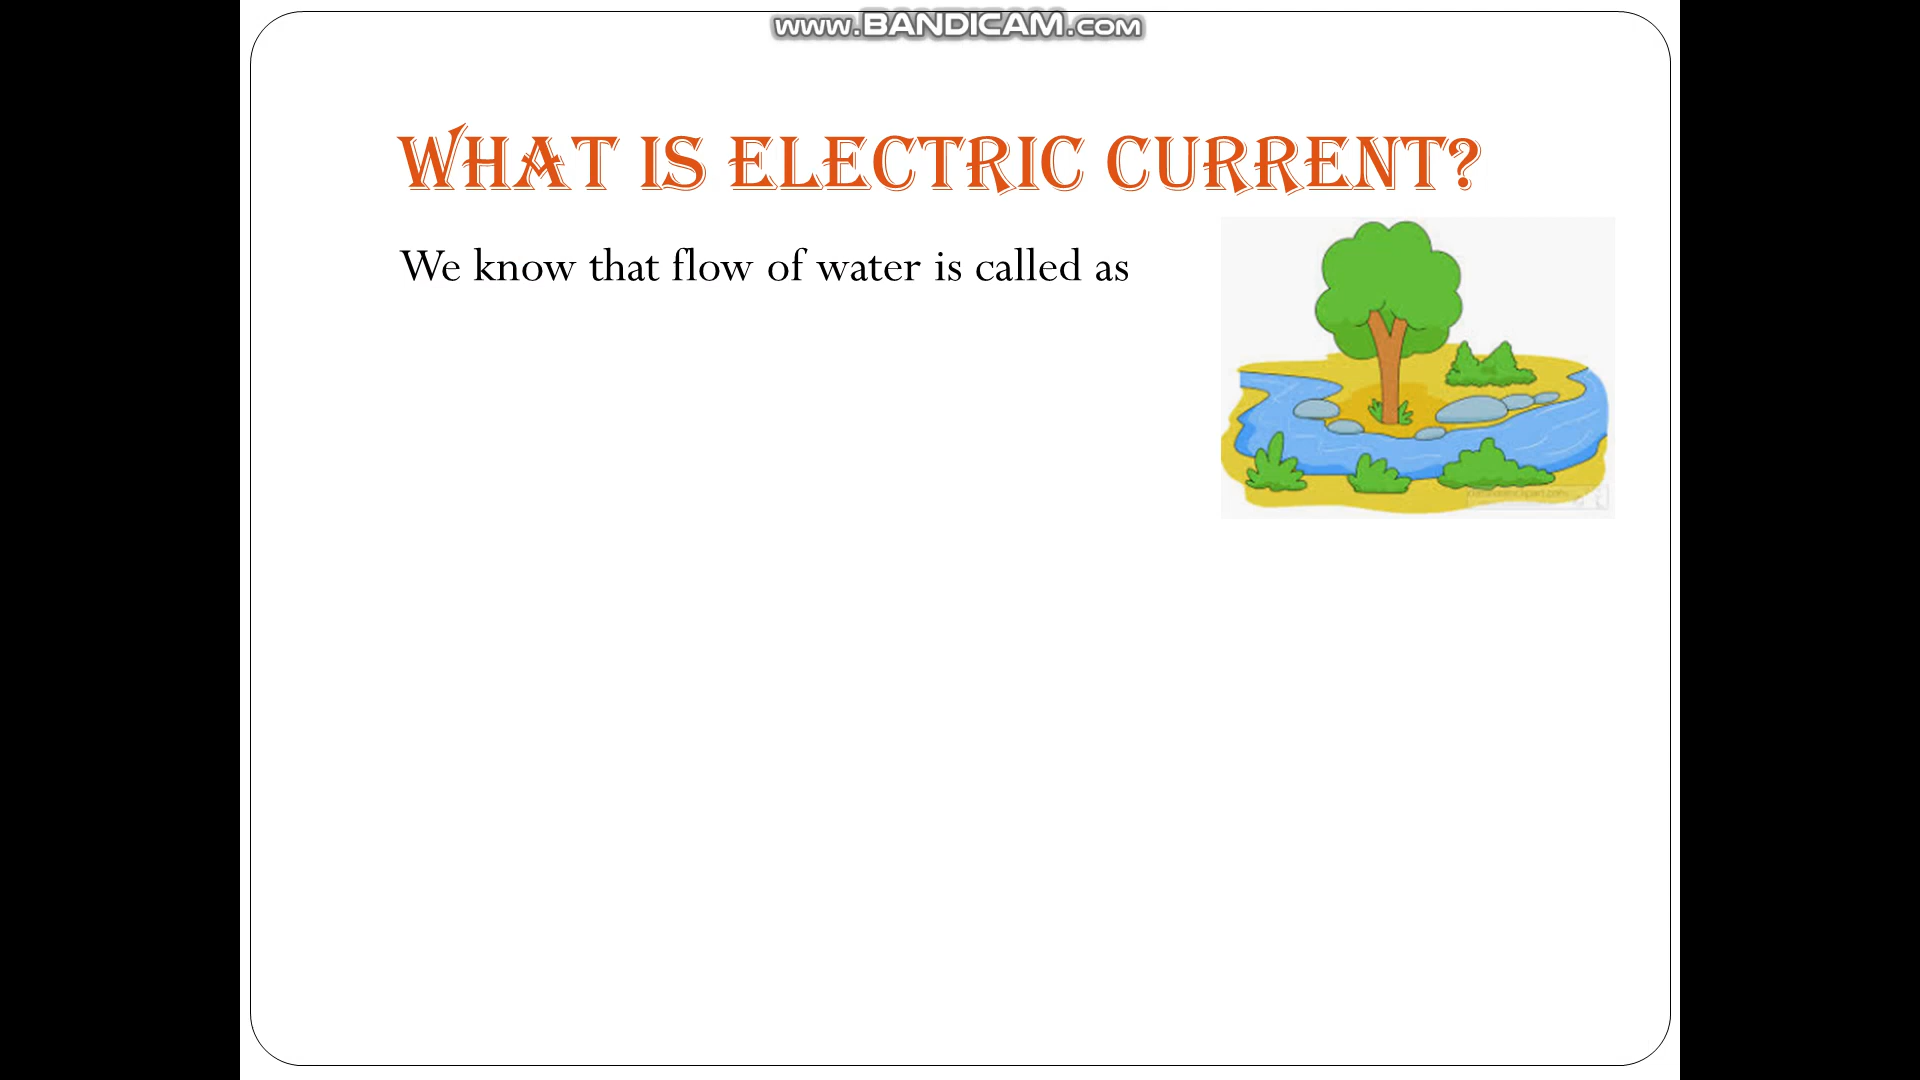 www.BANDICAM.com
WHAT IS ELECTRIC CURRENT?
We know that flow of water is called as